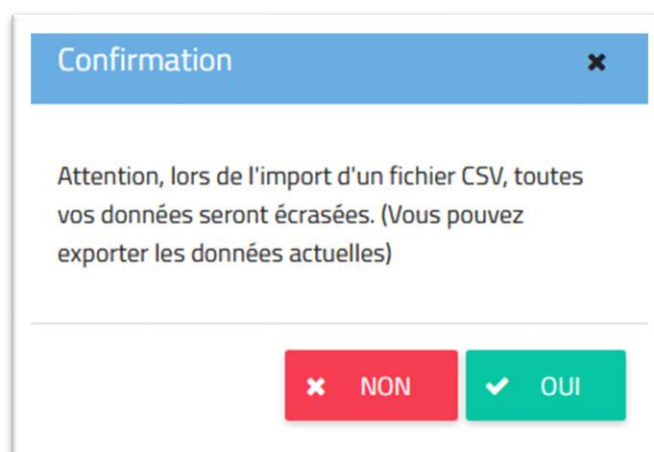 Confirmation
Attention, lors de l'import d'un fichier CSV, toutes
vos données seront écrasées. (Vous pouvez
exporter les données actuelles)
NON
OUI